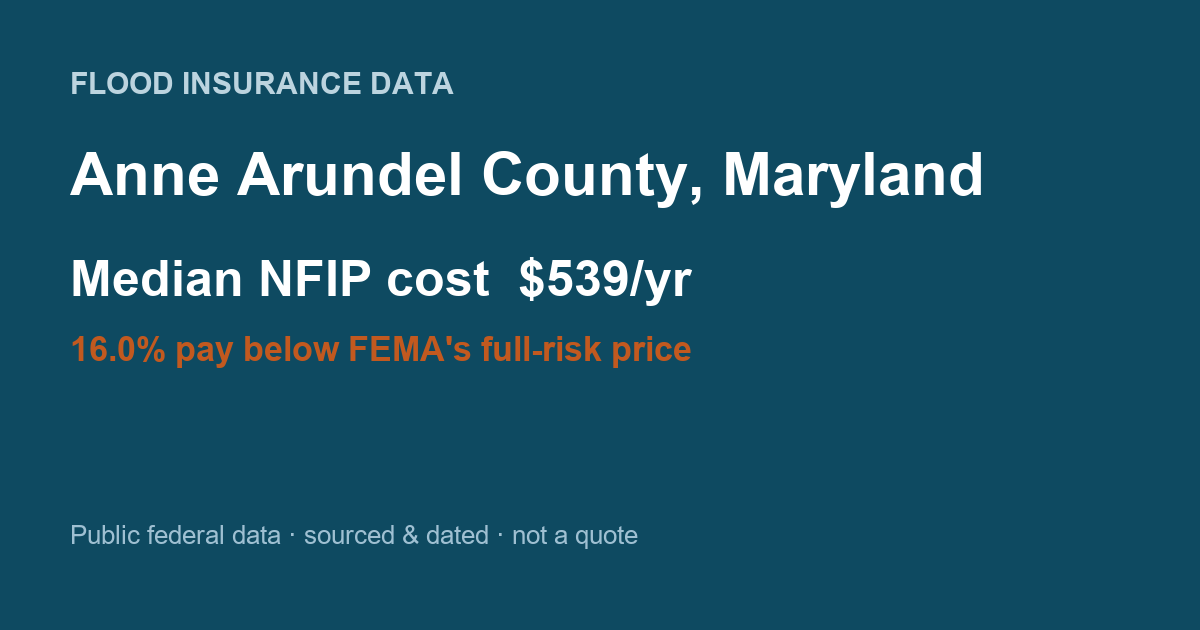 FLOOD INSURANCE DATA
Anne Arundel County, Maryland
Median NFIP cost  $539/yr
16.0% pay below FEMA's full-risk price
Public federal data · sourced & dated · not a quote